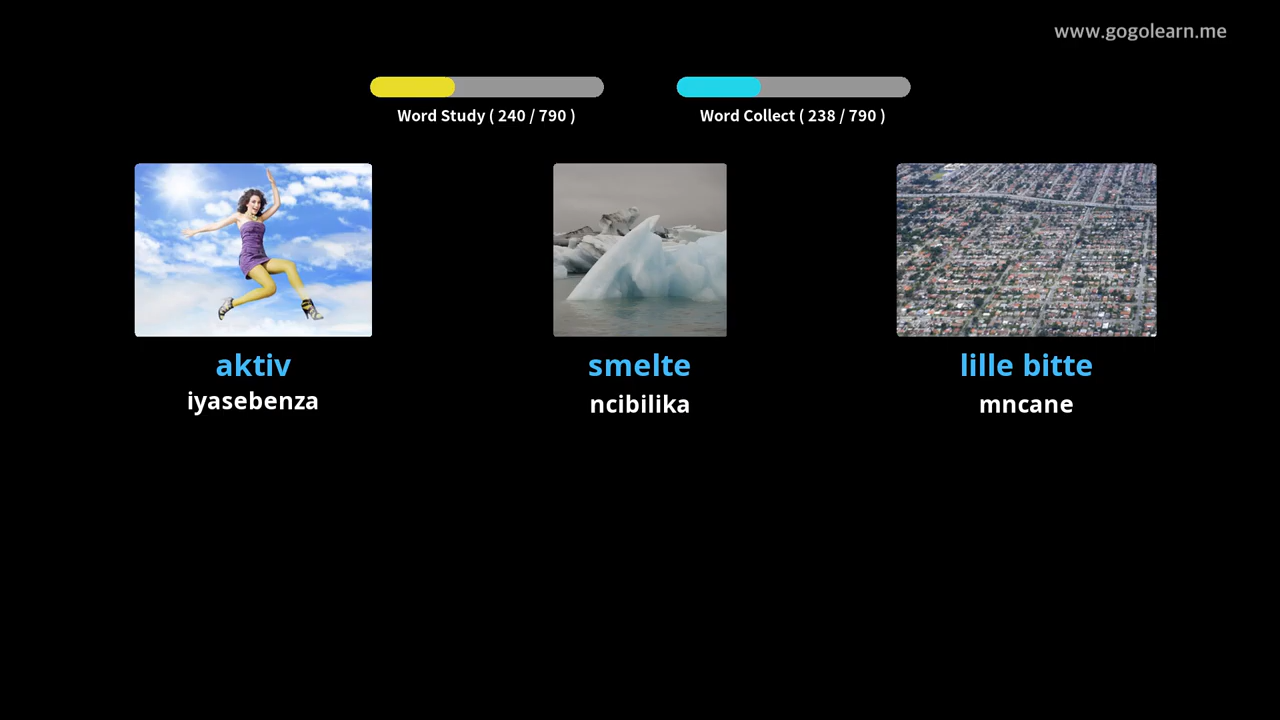 www.gogolearn.me
Word Study ( 240 / 790 )
Word Collect ( 238 / 790 )
aktiv
iyasebenza
smelte
ncibilika
lille bitte
mncane